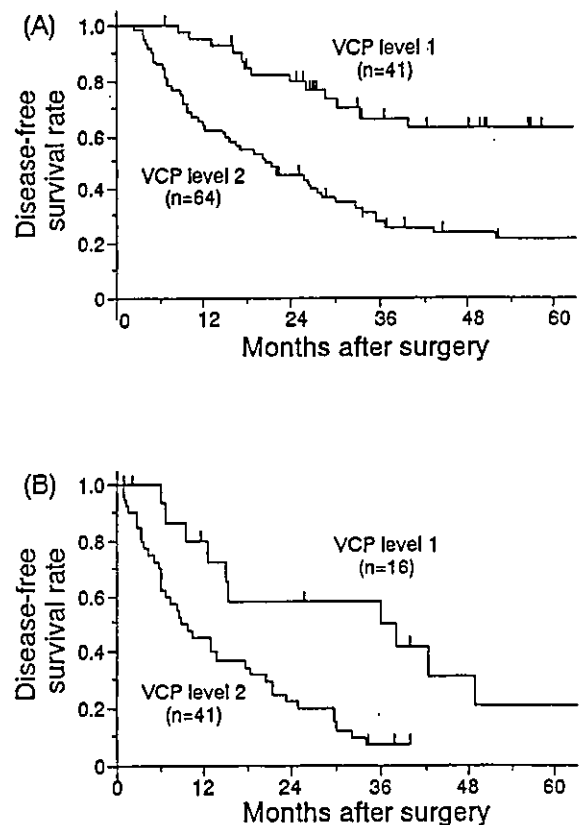 (A)
Disease-free
survival rate
1.0
0.8
0.6
0.4
0.2
0
VCP level 1
(n=41)
VCP level 2
(n=64)
0 12 24 36 48 60
Months after surgery
(B)
Disease-free
survival rate
1.0
0.8
0.6
0.4
0.2
0
VCP level 1
(n=16)
VCP level 2
(n=41)
0 12 24 36 48 60
Months after surgery